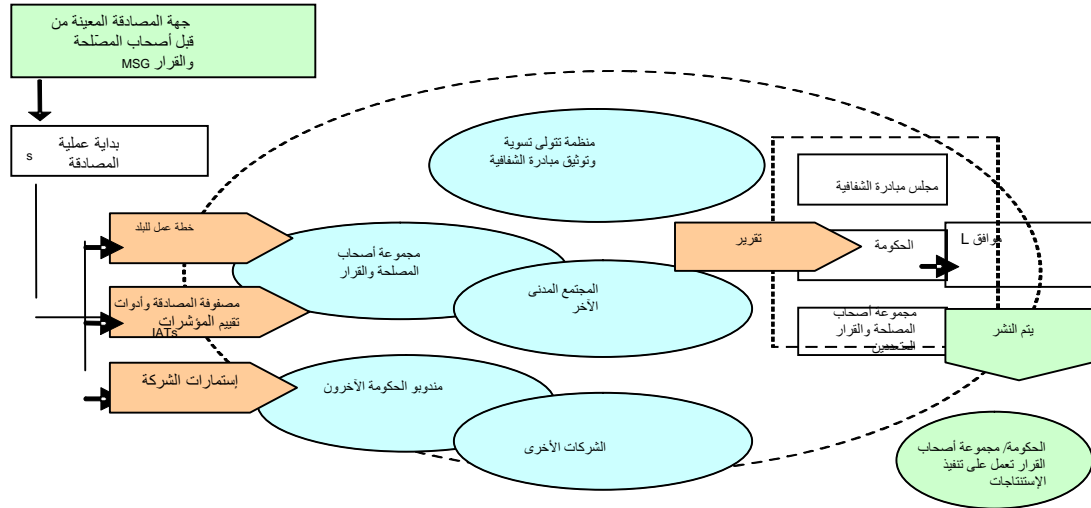 جهة المصادقة المعينة من
قبل أصحاب المصلحة
والقرار MSG
بداية عملية
المصادقة
s
خطة عمل للبلد
مصفوفة المصادقة وأدوات
تقييم المؤشرات
IATs
إستمارات الشركة
منظمة تتولى تسوية
وتوثيق مبادرة الشفافية
مجموعة أصحاب
المصلحة والقرار
المجتمع المدنى
الآخر
مندوبو الحكومة الآخرون
الشركات الأخرى
تقرير
مجلس مبادرة الشفافية
الحكومة
مجموعة أصحاب
المصلحة والقرار
المتعددين
موافق L
يتم النشر
الحكومة/ مجموعة أصحاب
القرار تعمل على تنفيذ
الإستنتاجات